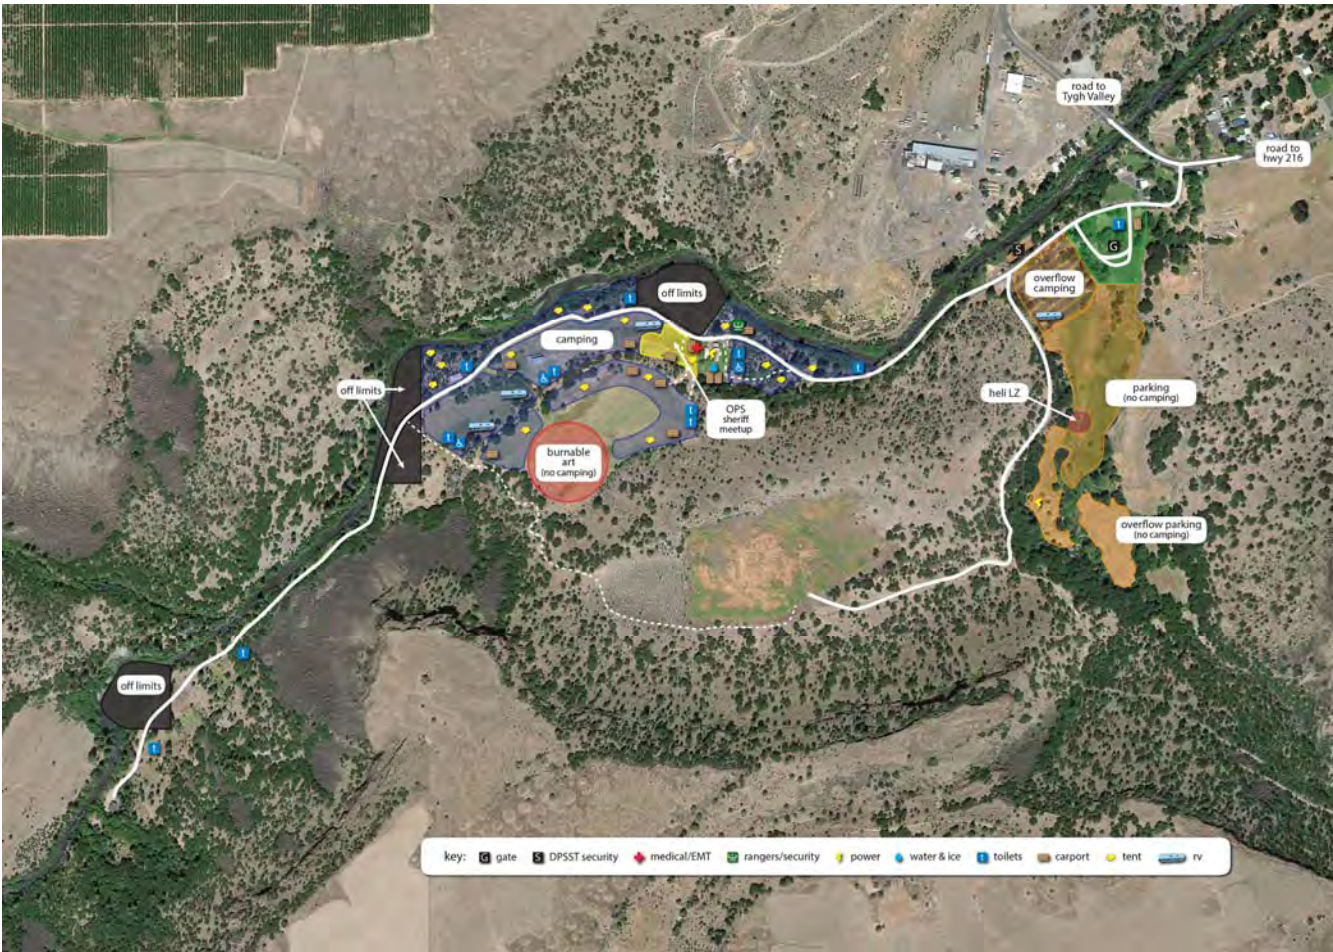 road to
Tygh Valley
road to
hwy 216
t
G
S
overflow
camping
off limits
t
camping
t
t
t
t
off limits
t
heli LZ
parking
(no camping)
OPS
sheriff
meetup
t
t
t
burnable
art
(no camping)
overflow parking
(no camping)
t
off limits
t
key: G gate S DPSST security medical/EMT rangers/security power water & ice t toilets carport tent rv